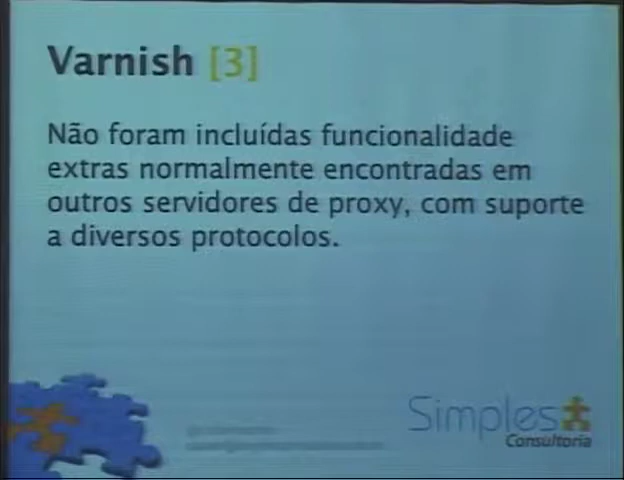 Varnish [3]
Não foram incluídas funcionalidade
extras normalmente encontradas em
outros servidores de proxy, com suporte
a diversos protocolos.
Simples
Consultoria